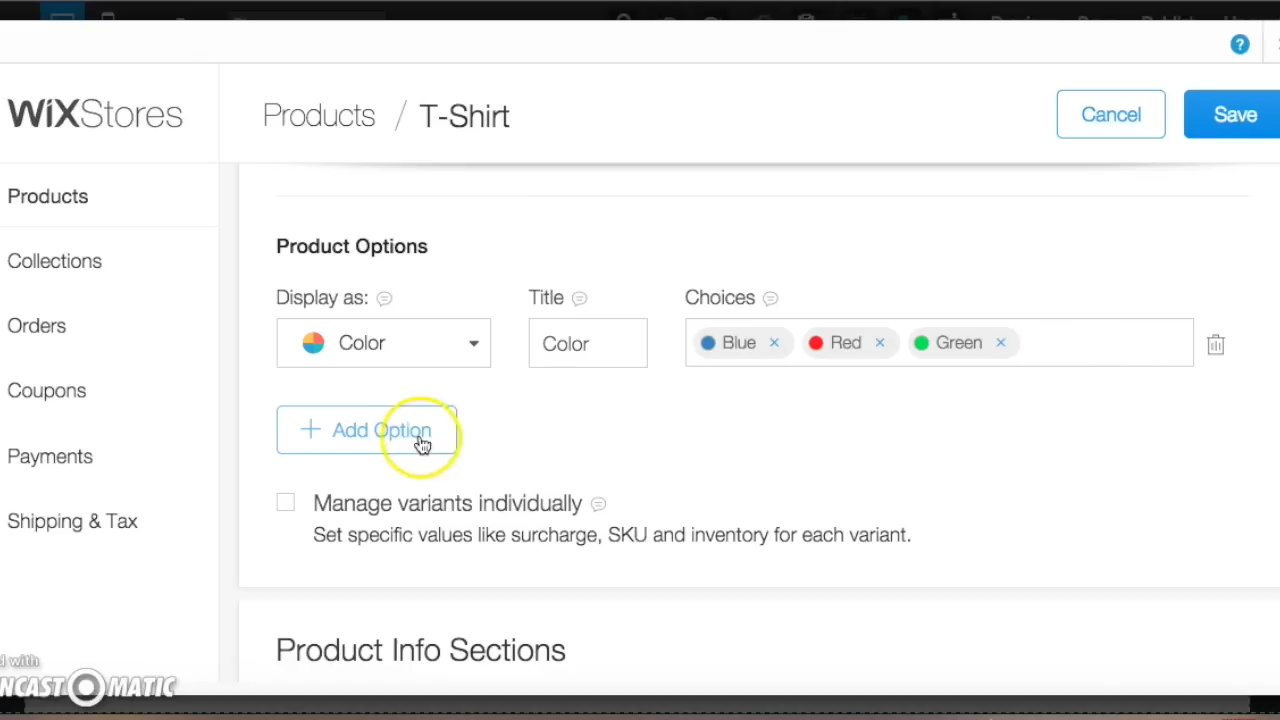 ?
WiXStores
Products / T-Shirt
Cancel
Save
Products
Collections
Orders
Coupons
Payments
Shipping & Tax
Product Options
Display as:
Title
Choices
Color
Color
Blue × Red × Green ×
+ Add Option
Manage variants individually
Set specific values like surcharge, SKU and inventory for each variant.
Product Info Sections
with
NCAST MATIC